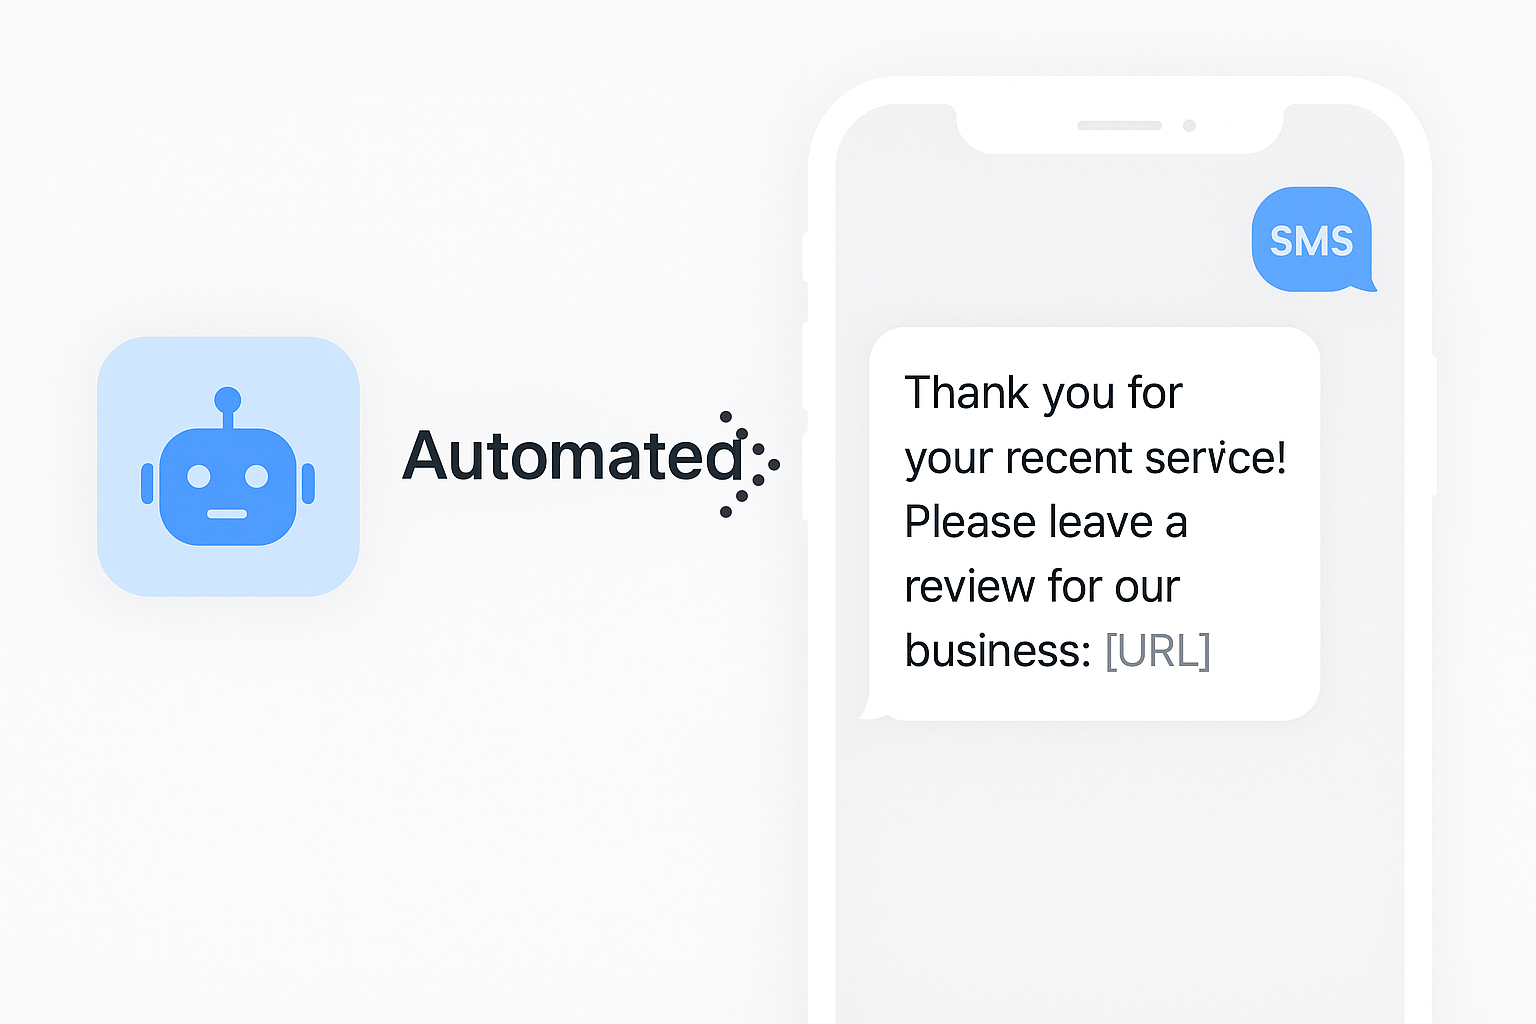 Automated
SMS
Thank you for
your recent service!
Please leave a
review for our
business: [URL]